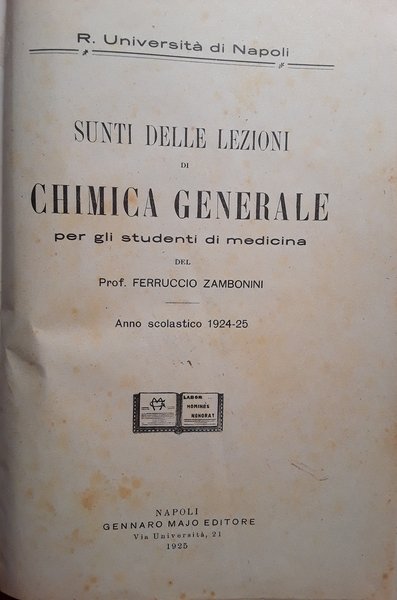 R. Università di Napoli
SUNTI DELLE LEZIONI
DI
CHIMICA GENERALE
per gli studenti di medicina
DEL
Prof. FERRUCCIO ZAMBONINI
Anno scolastico 1924-25
LABOR
HOMINES
HONORAT
NAPOLI
GENNARO MAJO EDITORE
Via Università, 21
1925